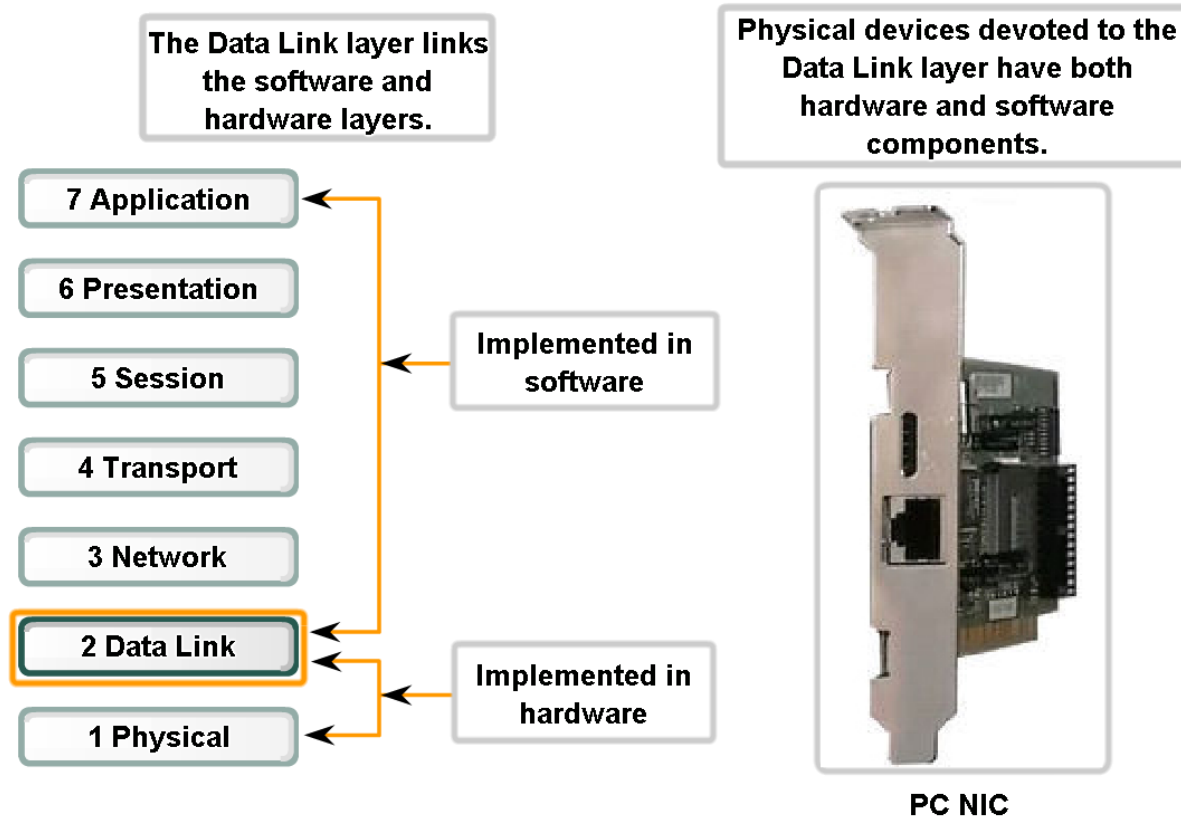 The Data Link layer links
the software and
hardware layers.
Physical devices devoted to the
Data Link layer have both
hardware and software
components.
7 Application
6 Presentation
5 Session
4 Transport
3 Network
2 Data Link
1 Physical
Implemented in
software
Implemented in
hardware
PC NIC